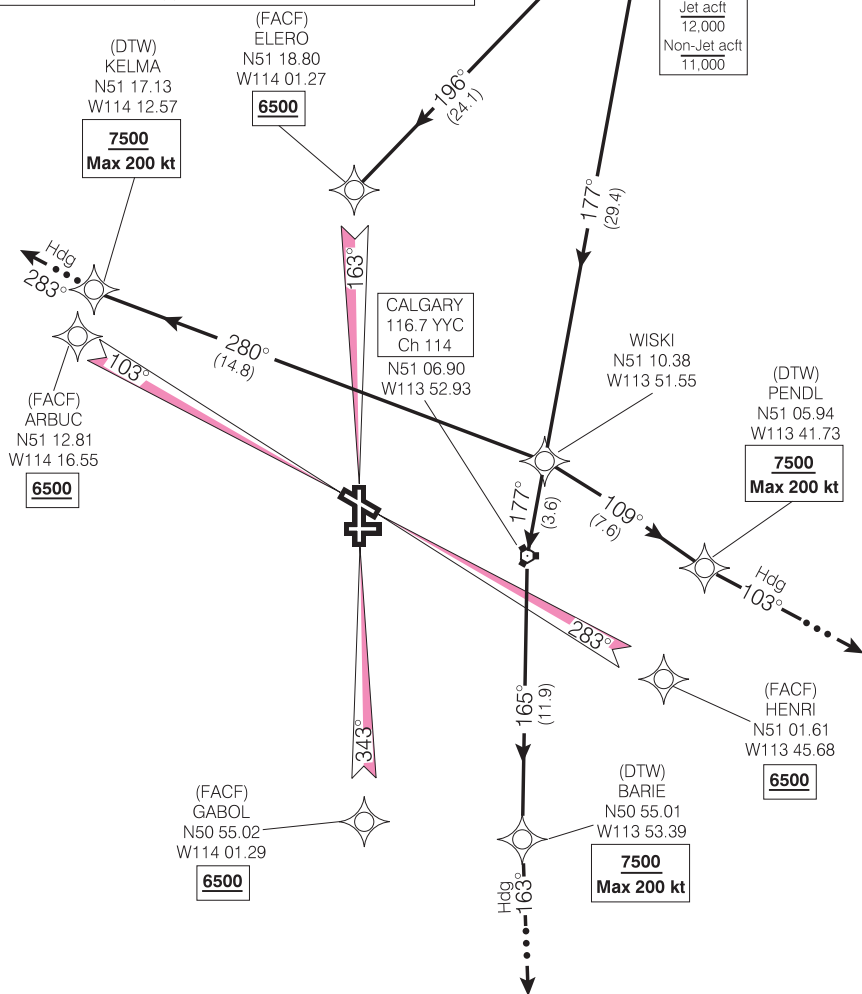 (FACF)
ELERO
N51 18.80
W114 01.27
6500
Jet acft
12,000
Non-Jet acft
11,000
(DTW)
KELMA
N51 17.13
W114 12.57
7500
Max 200 kt
196°
(24.1)
177°
(29.4)
Hdg
283°
163°
CALGARY
116.7 YYC
Ch 114
N51 06.90
W113 52.93
280°
(14.8)
WISKI
N51 10.38
W113 51.55
103°
(FACF)
ARBUC
N51 12.81
W114 16.55
6500
(DTW)
PENDL
N51 05.94
W113 41.73
7500
Max 200 kt
177°
(3.6)
109°
(7.6)
Hdg
103°
283°
165°
(11.9)
(FACF)
HENRI
N51 01.61
W113 45.68
6500
343°
(FACF)
GABOL
N50 55.02
W114 01.29
6500
(DTW)
BARIE
N50 55.01
W113 53.39
7500
Max 200 kt
Hdg
163°